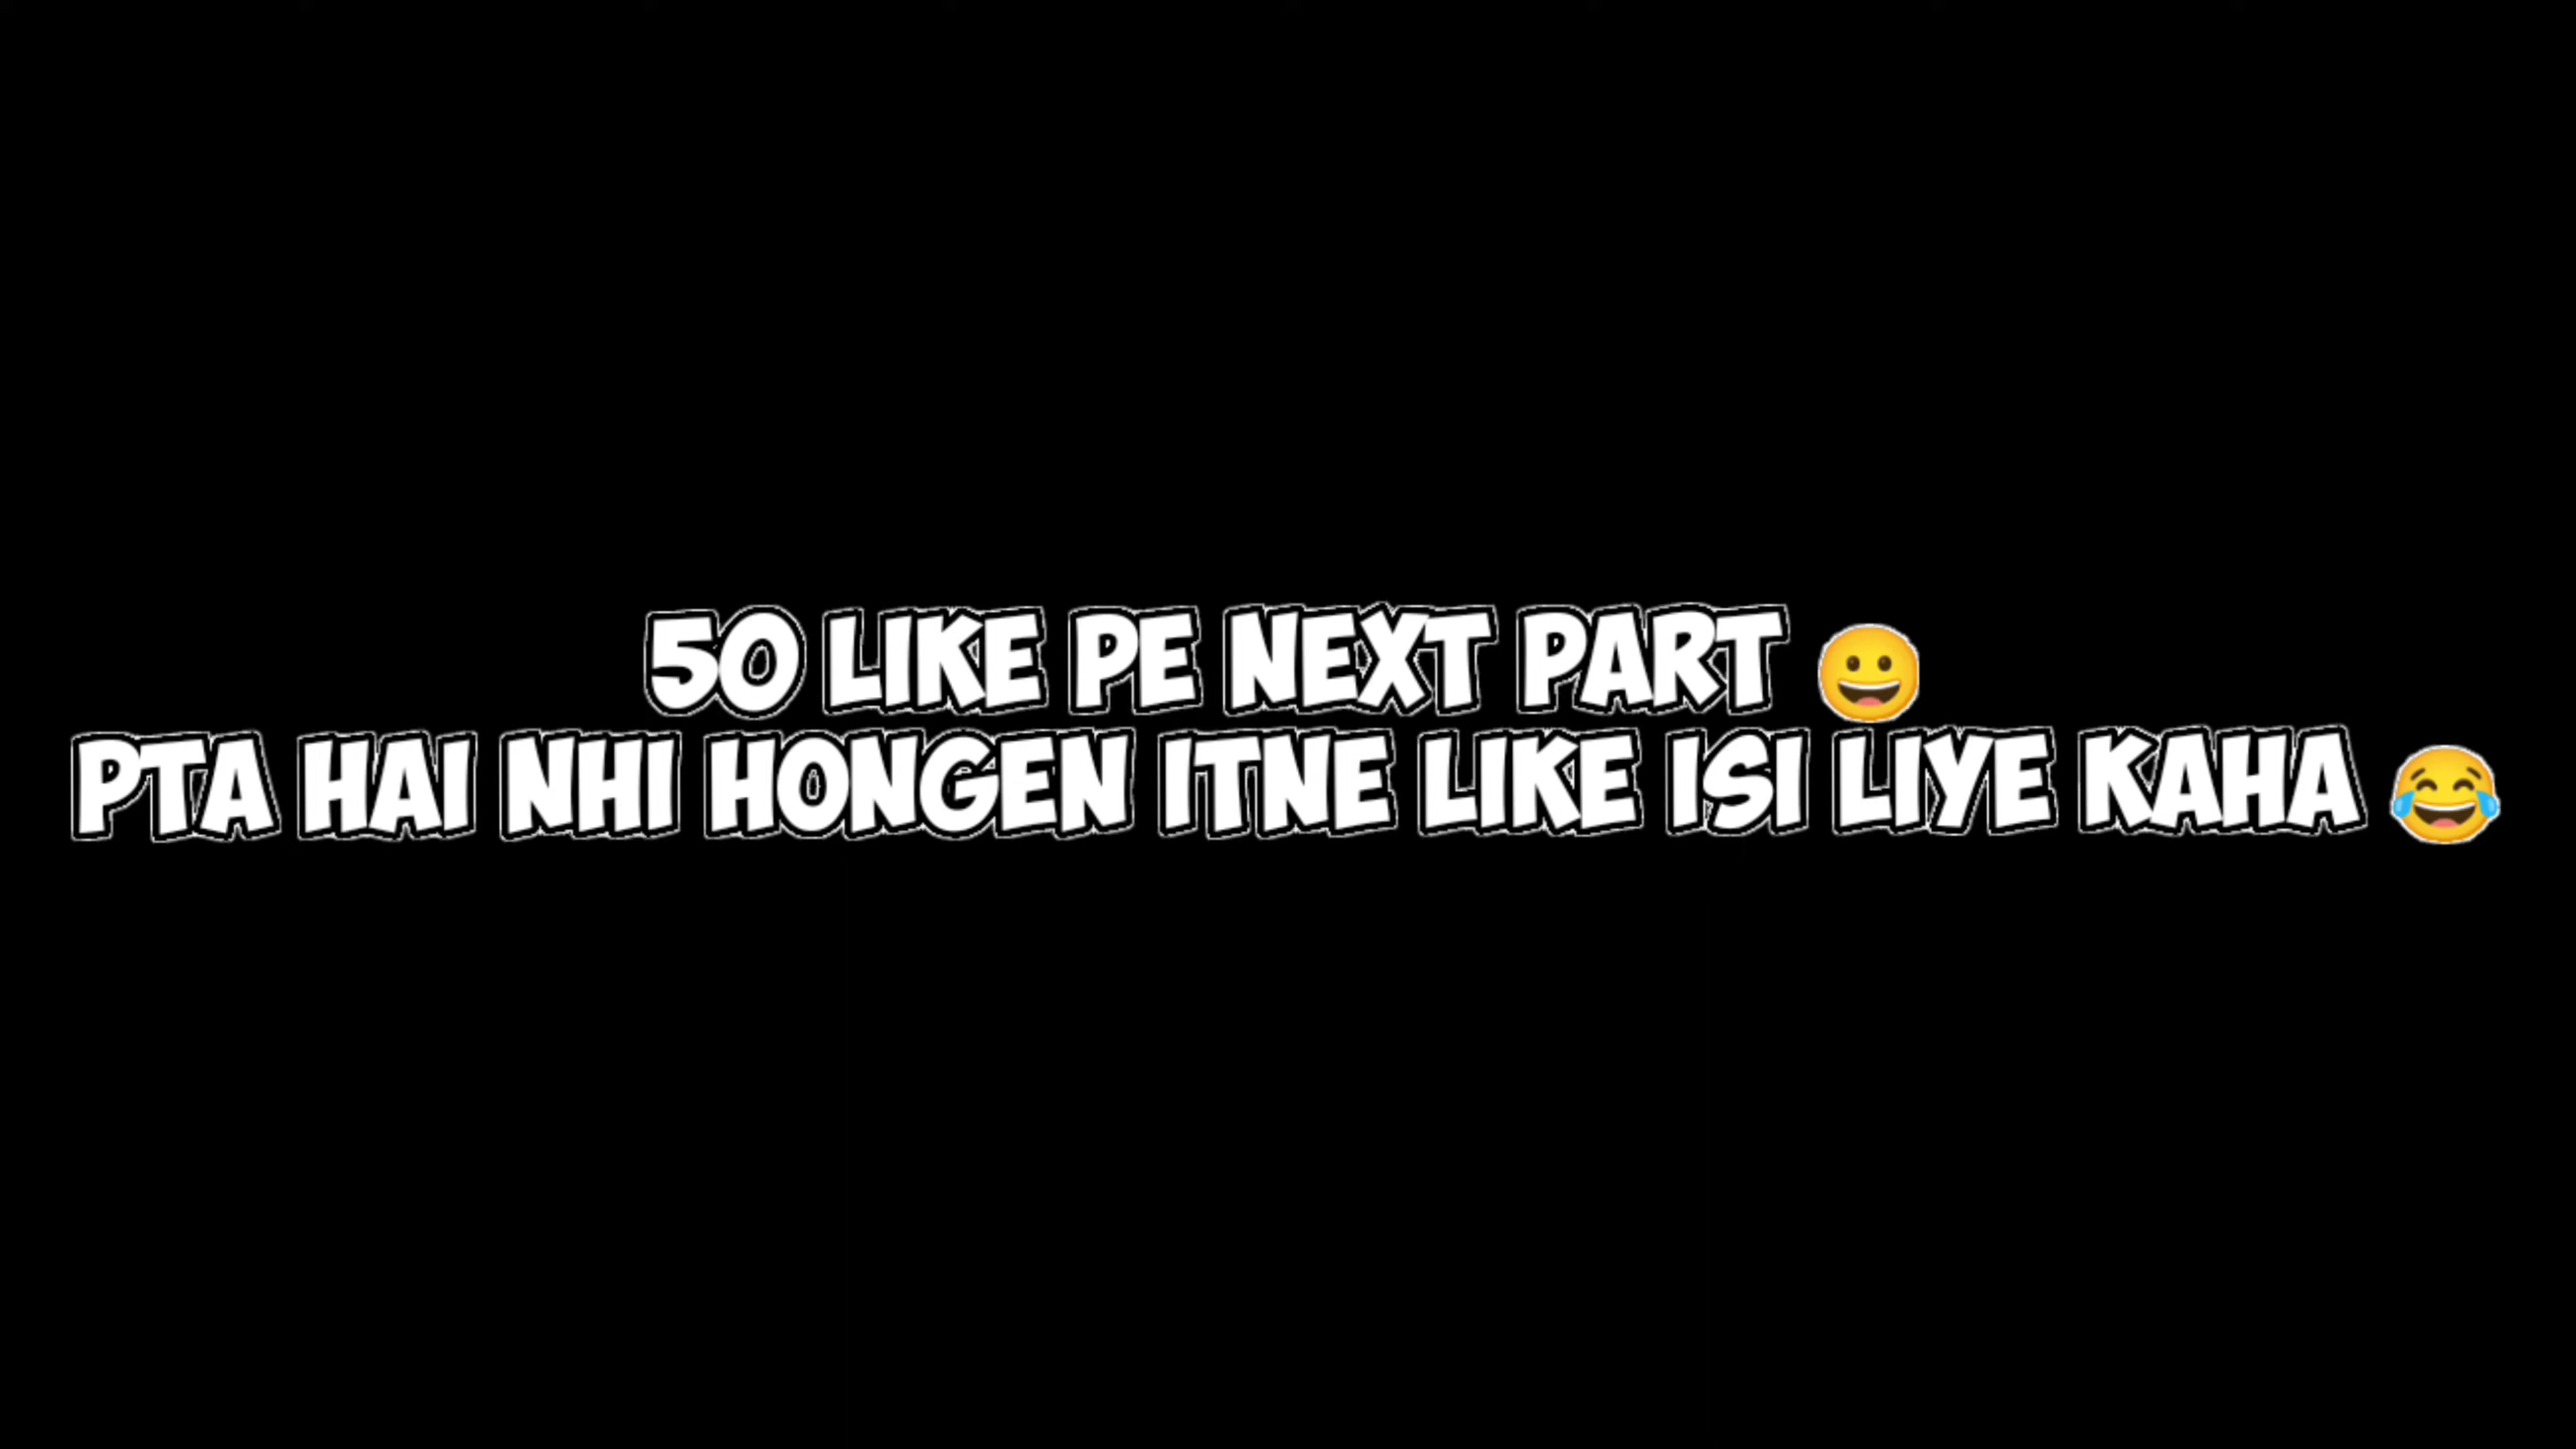 50 LIKE PE NEXT PART 😀
PTA HAI NHI HONGEN ITNE LIKE ISI LIYE KAHA 😂